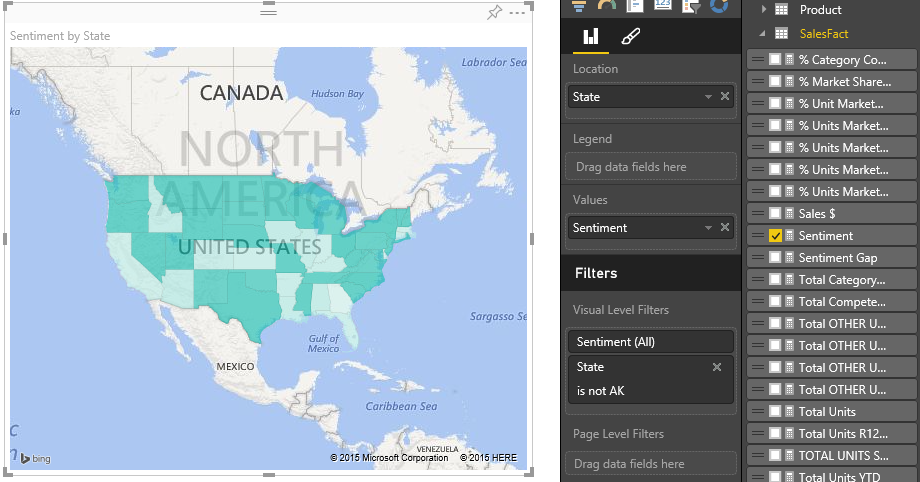 Sentiment by State
CANADA
Hudson Bay
Labrador Sea
ka
NORTH
AMERICA
UNITED STATES
Gulf of
Mexico
Sargasso Se
MEXICO
Caribbean Sea
VENEZUELA
bing
© 2015 Microsoft Corporation © 2015 HERE
Location
State
Legend
Drag data fields here
Values
Sentiment
Filters
Visual Level Filters
Sentiment (All)
State
is not AK
Page Level Filters
Drag data fields here
123
Product
SalesFact
% Category Co...
% Market Share...
% Unit Market...
% Units Market...
% Units Market...
% Units Market...
% Units Market...
Sales $
Sentiment
Sentiment Gap
Total Category...
Total Compete...
Total OTHER U...
Total OTHER U...
Total OTHER U...
Total OTHER U...
Total Units
Total Units R12...
TOTAL UNITS S...
Total Units YTD